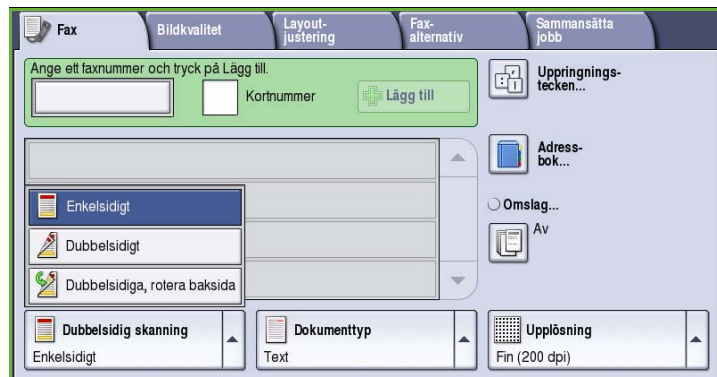 Fax
Bildkvalitet
Layout-
justering
Fax-
alternativ
Sammansätta
jobb
Ange ett faxnummer och tryck på Lägg till.
Kortnummer
Lägg till
Uppringnings-
tecken...
Adress-
bok...
Omslag...
Av
Enkelsidigt
Dubbelsidigt
Dubbelsidiga, rotera baksida
Dubbelsidig skanning
Enkelsidigt
Dokumenttyp
Text
Upplösning
Fin (200 dpi)